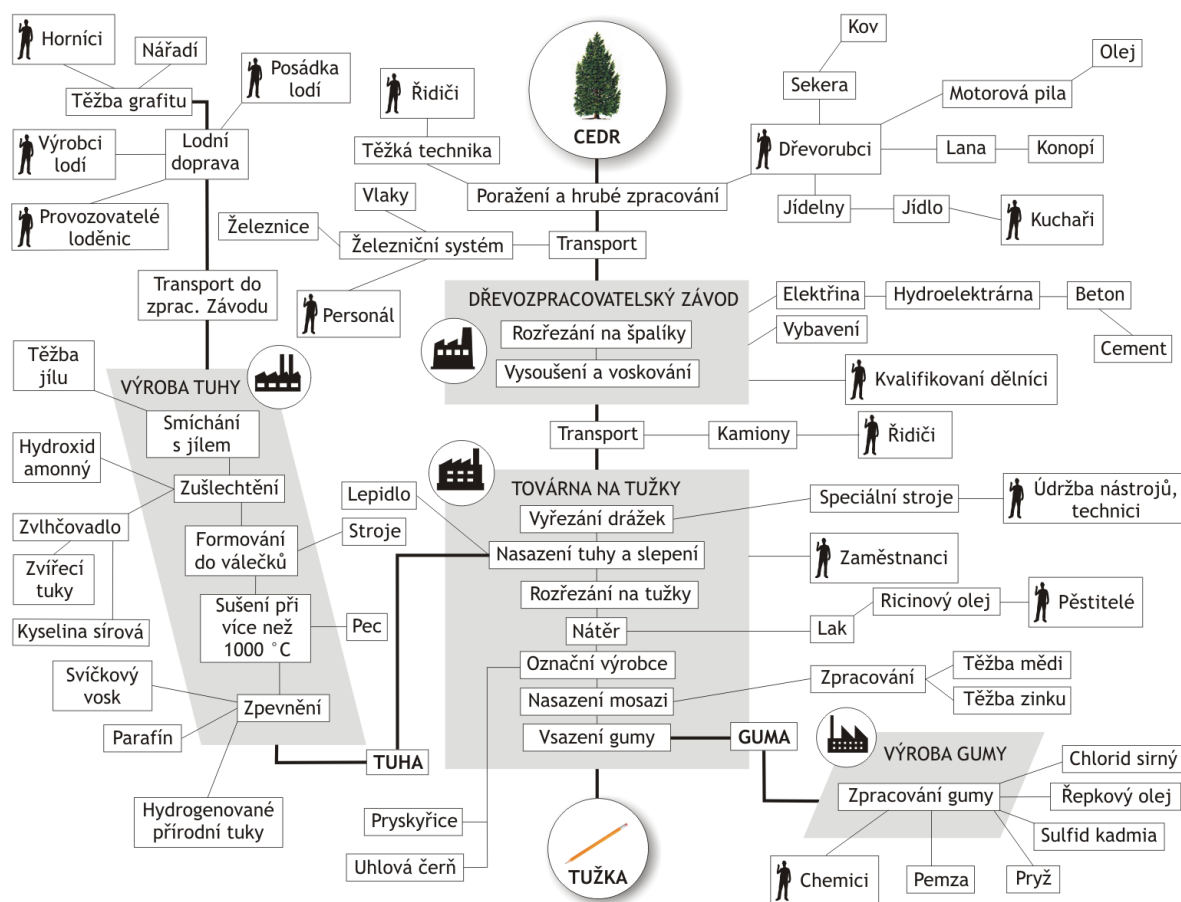 Horníci
Nářadí
Těžba grafitu
Posádka
lodí
Výrobci
lodí
Lodní
doprava
Provozovatelé
loděnic
Transport do
zprac. Závodu
Řidiči
Těžká technika
CEDR
Poražení a hrubé zpracování
Kov
Sekera
Olej
Motorová pila
Dřevorubci
Lana
Konopí
Jídelny
Jídlo
Kuchaři
Vlaky
Železnice
Železniční systém
Transport
Personál
DŘEVOZPRACOVATELSKÝ ZÁVOD
Rozřezání na špalíky
Vysoušení a voskování
Elektřina
Hydroelektrárna
Beton
Vybavení
Cement
Kvalifikovaní dělníci
Transport
Kamiony
Řidiči
Těžba
jílu
VÝROBA TUHY
Smíchání
s jílem
Hydroxid
amonný
Zušlechtění
Zvlhčovadlo
Zvířecí
tuky
Kyselina sírová
Formování
do válečků
Stroje
Sušení při
více než
1000 °C
Pec
Svíčkový
vosk
Zpevnění
Parafín
Hydrogenované
přírodní tuky
TUHA
Lepidlo
TOVÁRNA NA TUŽKY
Vyřezání drážek
Nasazení tuhy a slepení
Rozřezání na tužky
Nátěr
Označní výrobce
Nasazení mosazi
Vsazení gumy
Speciální stroje
Údržba nástrojů,
technici
Zaměstnanci
Ricinový olej
Pěstitelé
Lak
Zpracování
Těžba mědi
Těžba zinku
GUMA
VÝROBA GUMY
Zpracování gumy
Chlorid sirný
Řepkový olej
Sulfid kadmia
Chemici
Pemza
Pryž
Pryskyřice
Uhlová čerň
TUŽKA